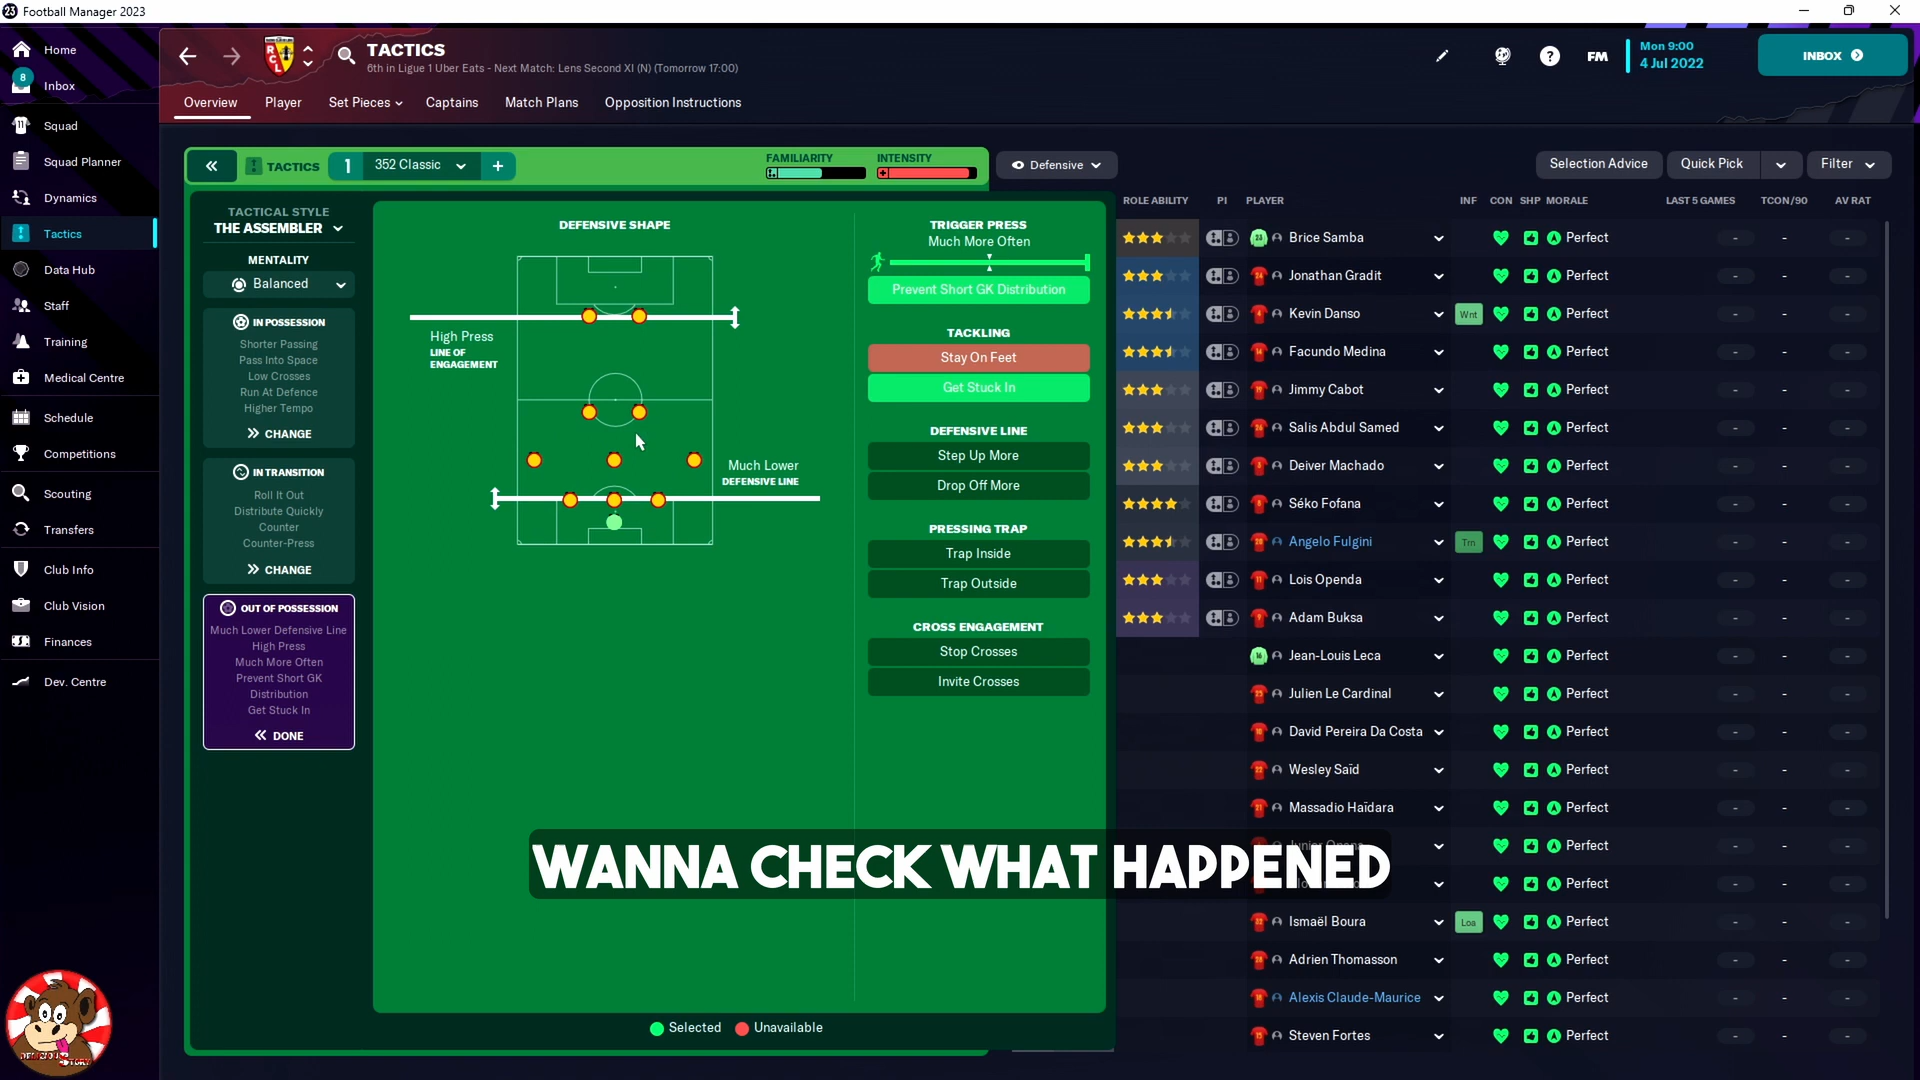 Football Manager 2023
Home
8
Inbox
Squad
Squad Planner
Dynamics
Tactics
Data Hub
Staff
Training
Medical Centre
Schedule
Competitions
Scouting
Transfers
Club Info
Club Vision
Finances
Dev. Centre
TACTICS
6th in Ligue 1 Uber Eats - Next Match: Lens Second XI (N) (Tomorrow 17:00)
FM
Mon 9:00
4 Jul 2022
INBOX
Overview
Player
Set Pieces
Captains
Match Plans
Opposition Instructions
TACTICS
1
352 Classic
FAMILIARITY
INTENSITY
Defensive
Selection Advice
Quick Pick
Filter
TACTICAL STYLE
THE ASSEMBLER
MENTALITY
Balanced
IN POSSESSION
Shorter Passing
Pass Into Space
Low Crosses
Run At Defence
Higher Tempo
CHANGE
IN TRANSITION
Roll It Out
Distribute Quickly
Counter
Counter-Press
CHANGE
OUT OF POSSESSION
Much Lower Defensive Line
High Press
Much More Often
Prevent Short GK
Distribution
Get Stuck In
DONE
DEFENSIVE SHAPE
High Press
LINE OF
ENGAGEMENT
Much Lower
DEFENSIVE LINE
TRIGGER PRESS
Much More Often
Prevent Short GK Distribution
TACKLING
Stay On Feet
Get Stuck In
DEFENSIVE LINE
Step Up More
Drop Off More
PRESSING TRAP
Trap Inside
Trap Outside
CROSS ENGAGEMENT
Stop Crosses
Invite Crosses
Selected
Unavailable
ROLE ABILITY PI PLAYER INF CON SHP MORALE LAST 5 GAMES TCON/90 AV RAT
Brice Samba Perfect - - -
Jonathan Gradit Perfect - - -
Kevin Danso Wnt Perfect - - -
Facundo Medina Perfect - - -
Jimmy Cabot Perfect - - -
Salis Abdul Samed Perfect - - -
Deiver Machado Perfect - - -
Séko Fofana Perfect - - -
Angelo Fulgini Trn Perfect - - -
Lois Openda Perfect - - -
Adam Buksa Perfect - - -
Jean-Louis Leca Perfect - - -
Julien Le Cardinal Perfect - - -
David Pereira Da Costa Perfect - - -
Wesley Saïd Perfect - - -
Massadio Haïdara Perfect - - -
Perfect - - -
Perfect - - -
Ismaël Boura Loa Perfect - - -
Adrien Thomasson Perfect - - -
Alexis Claude-Maurice Perfect - - -
Steven Fortes Perfect - - -
WANNA CHECK WHAT HAPPENED